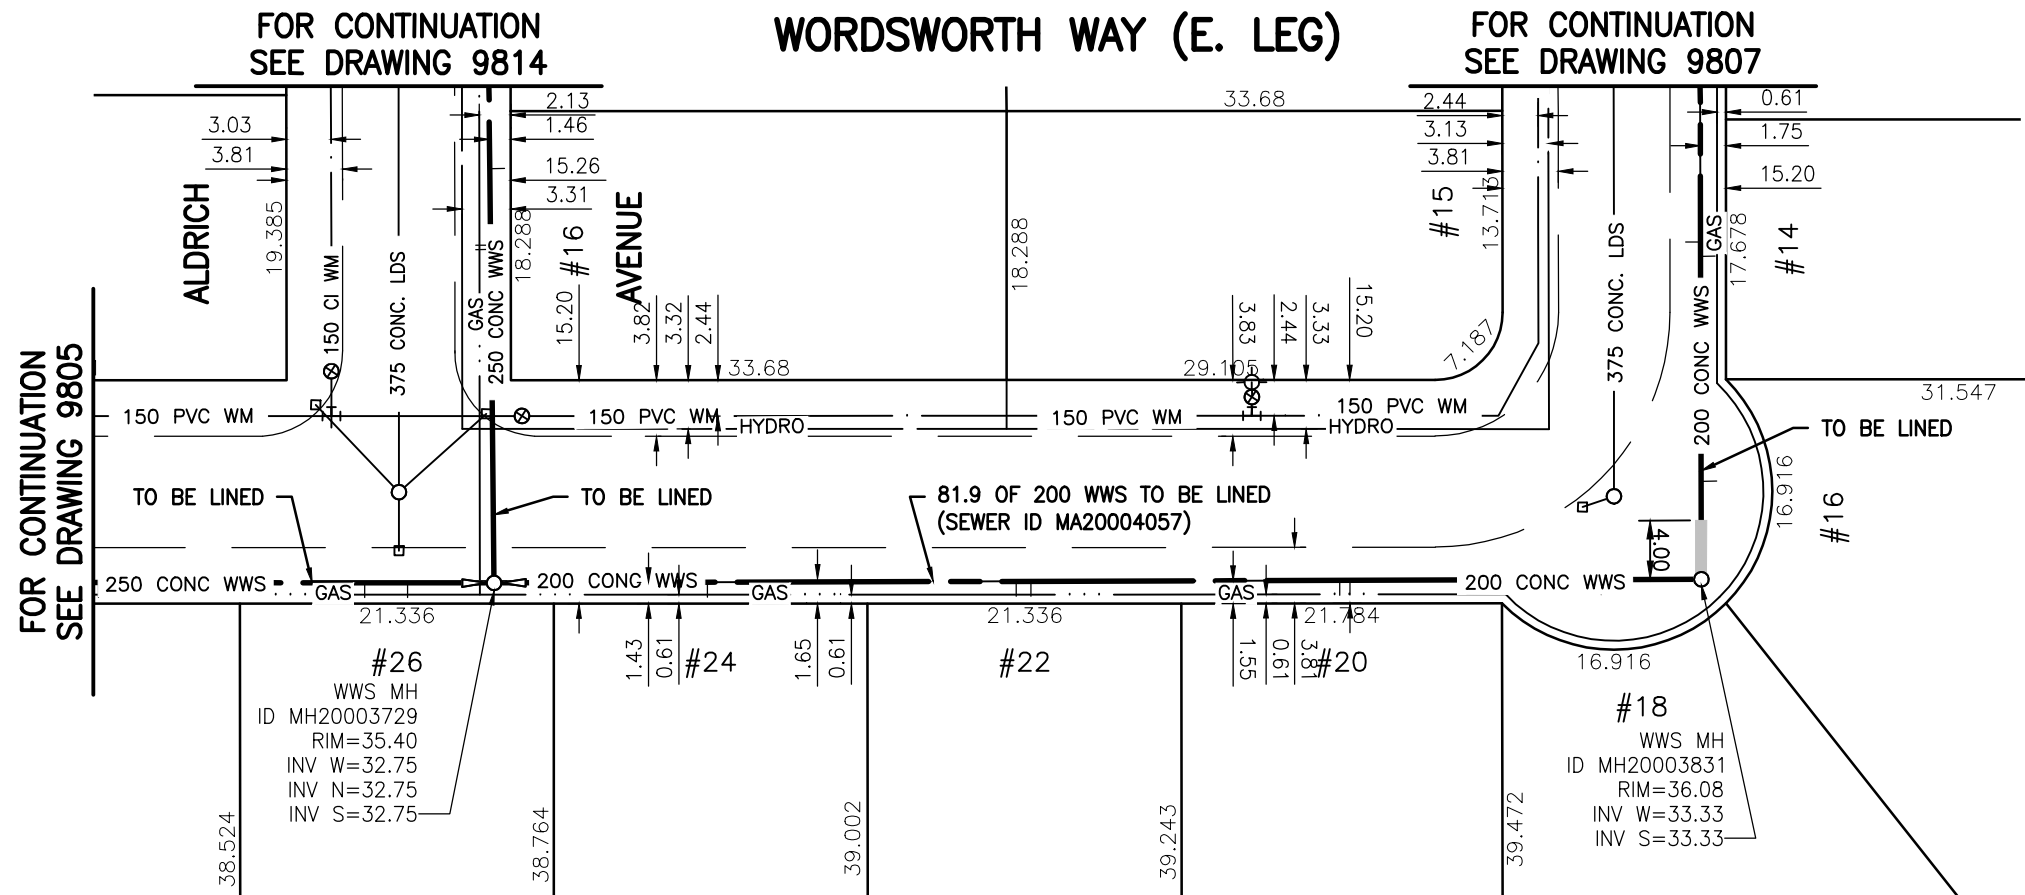 FOR CONTINUATION
SEE DRAWING 9814
WORDSWORTH WAY (E. LEG)
FOR CONTINUATION
SEE DRAWING 9807
2.13
33.68
2.44
0.61
3.03
1.46
3.13
1.75
3.81
15.26
3.81
15.20
3.31
ALDRICH
AVENUE
19.385
150 CI WM
375 CONC. LDS
GAS
250 CONC WWS
18.288
#16
18.288
#15
13.713
375 CONC. LDS
200 CONC WWS
GAS
17.678
#14
15.20
3.82
3.32
2.44
3.83
2.44
3.33
15.20
7.187
33.68
29.105
31.547
FOR CONTINUATION
SEE DRAWING 9805
150 PVC WM
150 PVC WM
HYDRO
150 PVC WM
HYDRO
150 PVC WM
TO BE LINED
TO BE LINED
TO BE LINED
81.9 OF 200 WWS TO BE LINED
(SEWER ID MA20004057)
16.916
#16
4.00
250 CONC WWS
GAS
200 CONC WWS
GAS
GAS
200 CONC WWS
21.336
21.336
21.784
#26
1.43
0.61
#24
1.65
0.61
#22
1.55
0.61
3.81
#20
16.916
#18
WWS MH
ID MH20003729
RIM=35.40
INV W=32.75
INV N=32.75
INV S=32.75
WWS MH
ID MH20003831
RIM=36.08
INV W=33.33
INV S=33.33
38.524
38.764
39.002
39.243
39.472